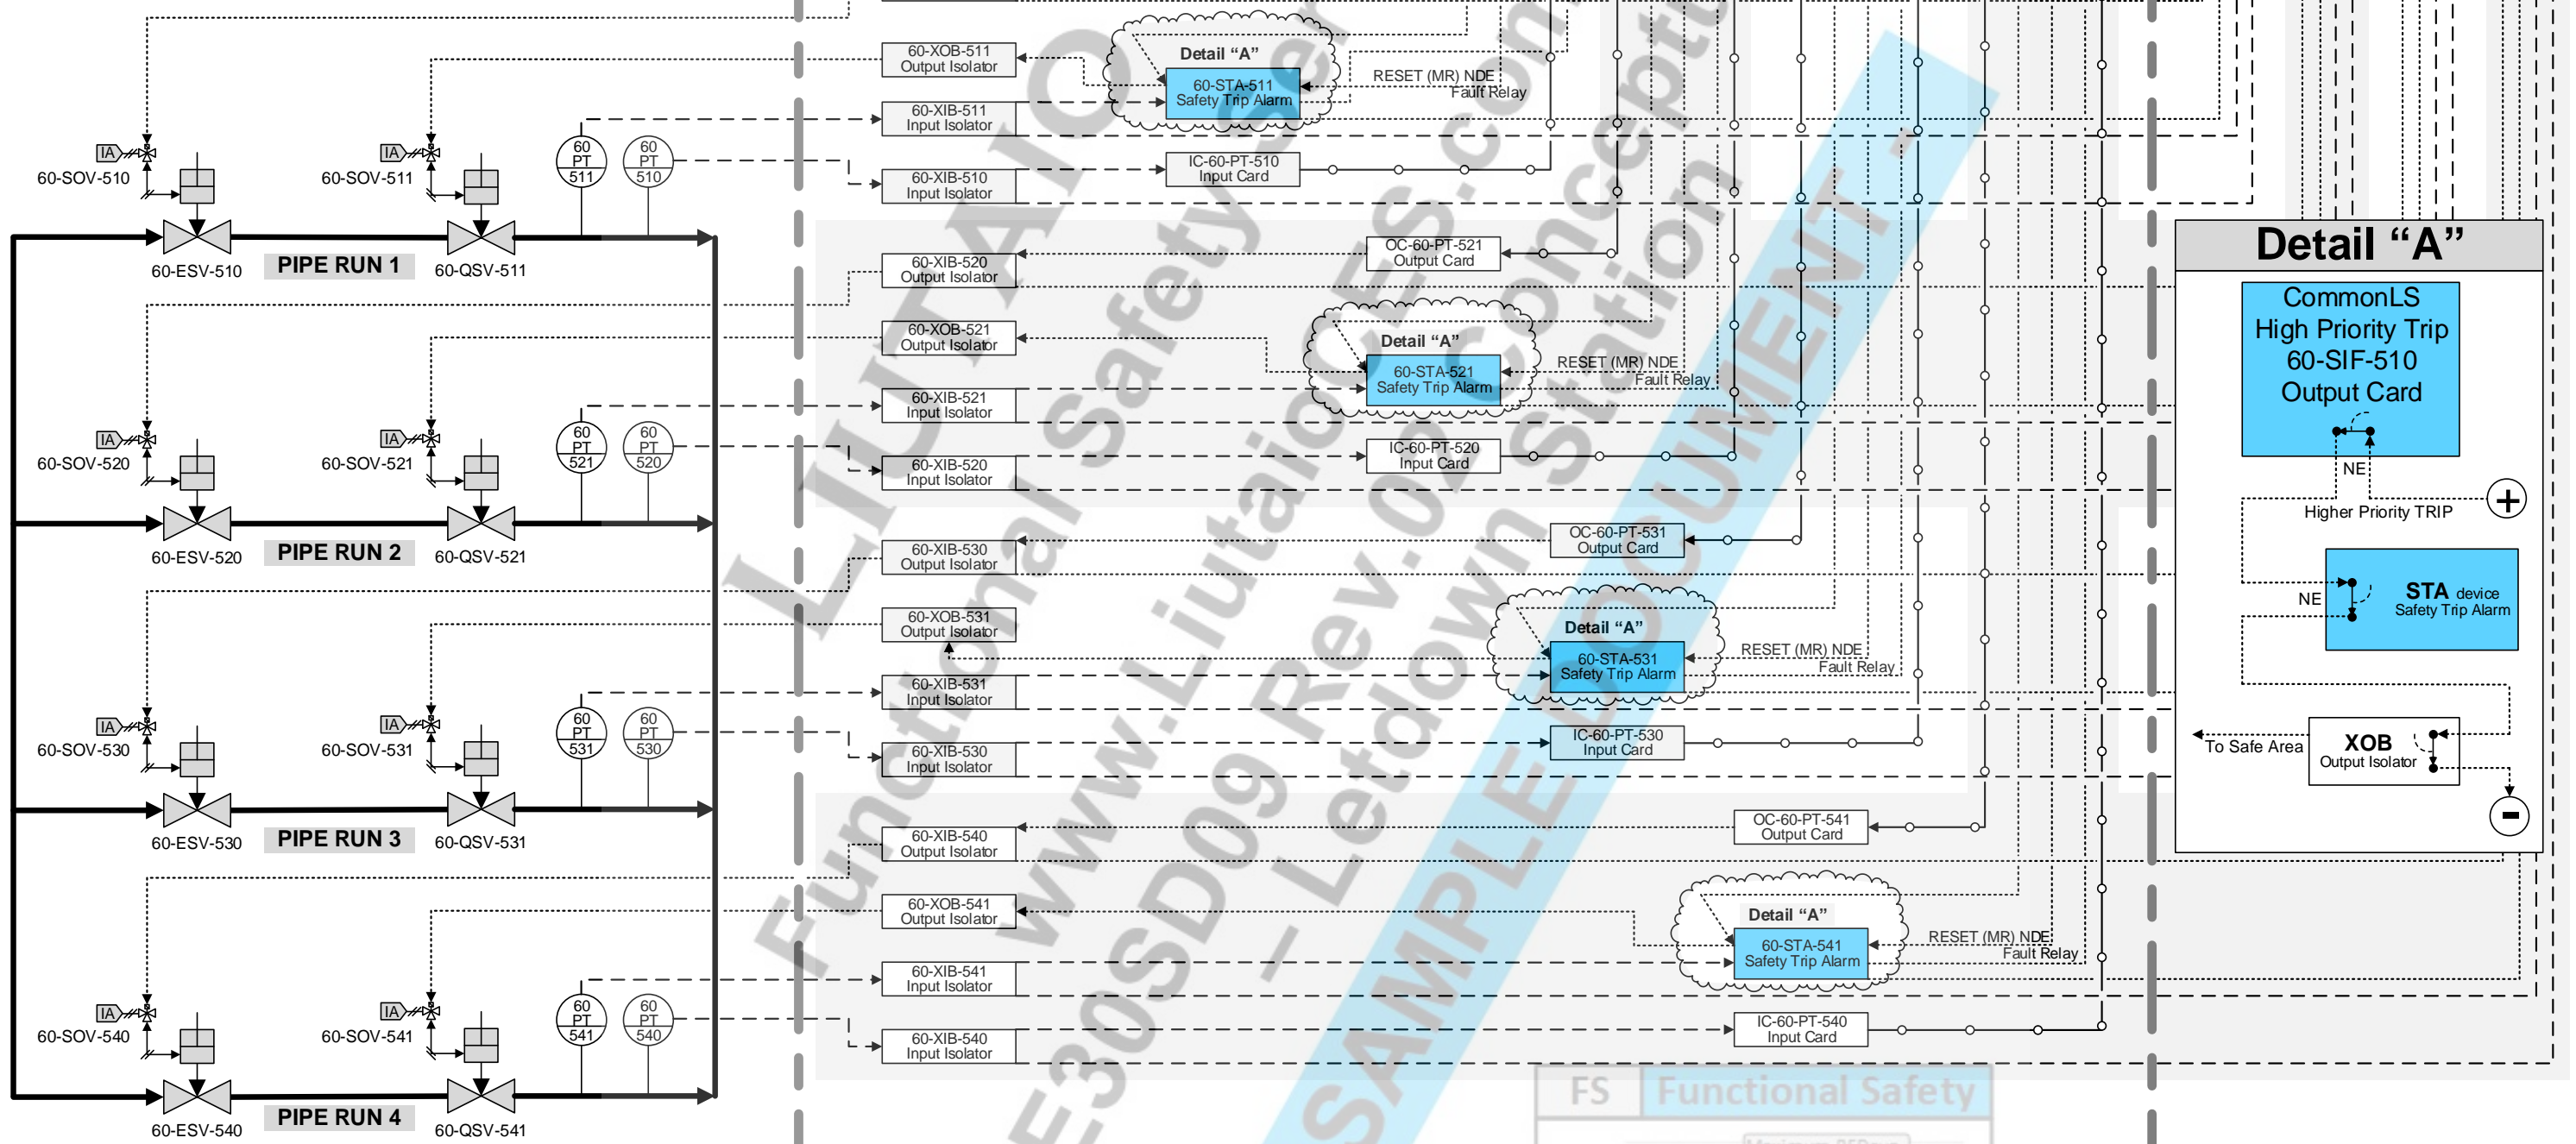 60-XOB-511
Output Isolator
Detail “A”
60-STA-511
Safety Trip Alarm
RESET (MR) NDE
Fault Relay
60-XIB-511
Input Isolator
60-XIB-510
Input Isolator
IC-60-PT-510
Input Card
IA
60-SOV-510
IA
60-SOV-511
60
PT
511
60
PT
510
60-ESV-510
PIPE RUN 1
60-QSV-511
60-XIB-520
Output Isolator
OC-60-PT-521
Output Card
60-XOB-521
Output Isolator
Detail “A”
60-STA-521
Safety Trip Alarm
RESET (MR) NDE
Fault Relay
60-XIB-521
Input Isolator
60-XIB-520
Input Isolator
IC-60-PT-520
Input Card
IA
60-SOV-520
IA
60-SOV-521
60
PT
521
60
PT
520
60-ESV-520
PIPE RUN 2
60-QSV-521
60-XIB-530
Output Isolator
OC-60-PT-531
Output Card
60-XOB-531
Output Isolator
Detail “A”
60-STA-531
Safety Trip Alarm
RESET (MR) NDE
Fault Relay
60-XIB-531
Input Isolator
60-XIB-530
Input Isolator
IC-60-PT-530
Input Card
IA
60-SOV-530
IA
60-SOV-531
60
PT
531
60
PT
530
60-ESV-530
PIPE RUN 3
60-QSV-531
60-XIB-540
Output Isolator
OC-60-PT-541
Output Card
60-XOB-541
Output Isolator
Detail “A”
60-STA-541
Safety Trip Alarm
RESET (MR) NDE
Fault Relay
60-XIB-541
Input Isolator
60-XIB-540
Input Isolator
IC-60-PT-540
Input Card
IA
60-SOV-540
IA
60-SOV-541
60
PT
541
60
PT
540
60-ESV-540
PIPE RUN 4
60-QSV-541
Detail “A”
CommonLS
High Priority Trip
60-SIF-510
Output Card
NE
+
Higher Priority TRIP
NE
STA device
Safety Trip Alarm
To Safe Area
XOB
Output Isolator
-
LIUTAIO
Functional Safety
www.LiutaioCES.com
E30SD09 Rev.02
_ Letdown Station
SAMPLE DOCUMENT -
FS
Functional Safety